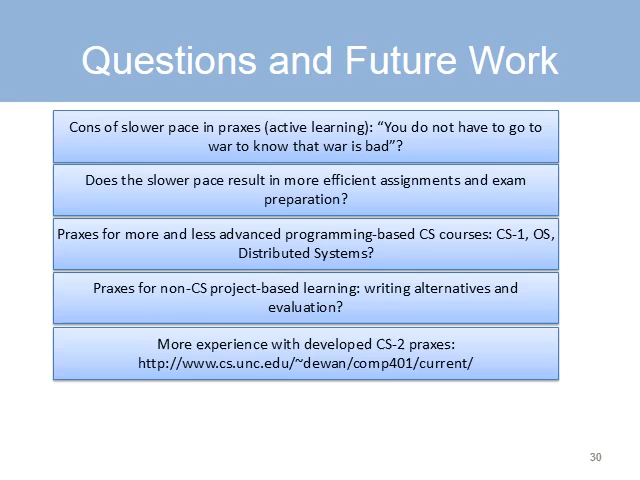 Questions and Future Work
Cons of slower pace in praxes (active learning): “You do not have to go to
war to know that war is bad”?
Does the slower pace result in more efficient assignments and exam
preparation?
Praxes for more and less advanced programming-based CS courses: CS-1, OS,
Distributed Systems?
Praxes for non-CS project-based learning: writing alternatives and
evaluation?
More experience with developed CS-2 praxes:
http://www.cs.unc.edu/~dewan/comp401/current/
30